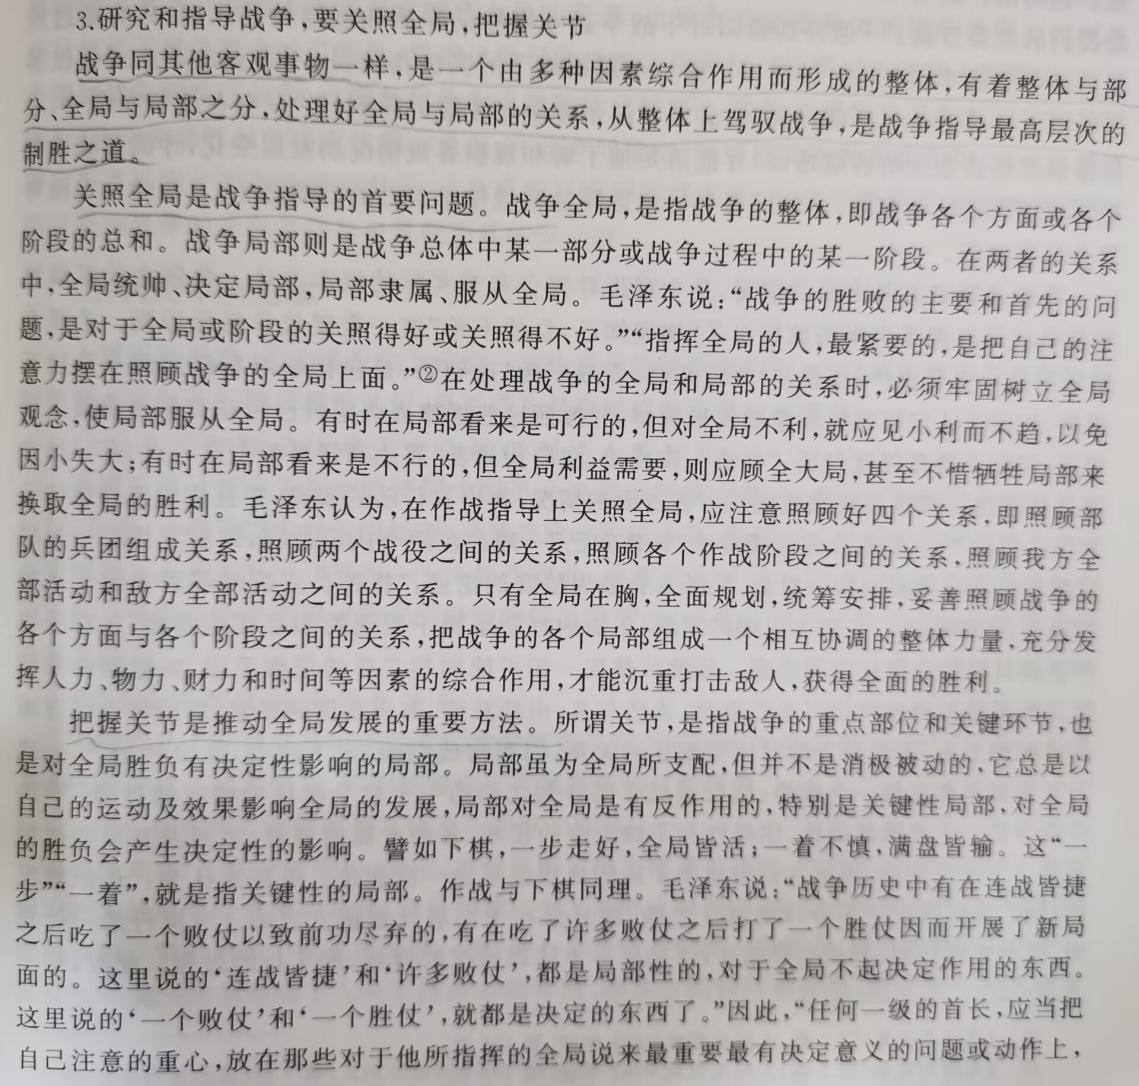 3.研究和指导战争,要关照全局,把握关节
战争同其他客观事物一样,是一个由多种因素综合作用而形成的整体,有着整体与部
分、全局与局部之分,处理好全局与局部的关系,从整体上驾驭战争,是战争指导最高层次的
制胜之道。
关照全局是战争指导的首要问题。战争全局,是指战争的整体,即战争各个方面或各个
阶段的总和。战争局部则是战争总体中某一部分或战争过程中的某一阶段。在两者的关系
中,全局统帅、决定局部,局部隶属、服从全局。毛泽东说:“战争的胜败的主要和首先的问
题,是对于全局或阶段的关照得好或关照得不好。”“指挥全局的人,最紧要的,是把自己的注
意力摆在照顾战争的全局上面。”②在处理战争的全局和局部的关系时,必须牢固树立全局
观念,使局部服从全局。有时在局部看来是可行的,但对全局不利,就应见小利而不趋,以免
因小失大;有时在局部看来是不行的,但全局利益需要,则应顾全大局,甚至不惜牺牲局部来
换取全局的胜利。毛泽东认为,在作战指导上关照全局,应注意照顾好四个关系,即照顾部
队的兵团组成关系,照顾两个战役之间的关系,照顾各个作战阶段之间的关系,照顾我方全
部活动和敌方全部活动之间的关系。只有全局在胸,全面规划,统筹安排,妥善照顾战争的
各个方面与各个阶段之间的关系,把战争的各个局部组成一个相互协调的整体力量,充分发
挥人力、物力、财力和时间等因素的综合作用,才能沉重打击敌人,获得全面的胜利。
把握关节是推动全局发展的重要方法。所谓关节,是指战争的重点部位和关键环节,也
是对全局胜负有决定性影响的局部。局部虽为全局所支配,但并不是消极被动的,它总是以
自己的运动及效果影响全局的发展,局部对全局是有反作用的,特别是关键性局部,对全局
的胜负会产生决定性的影响。譬如下棋,一步走好,全局皆活;一着不慎,满盘皆输。这“一
步”“一着”,就是指关键性的局部。作战与下棋同理。毛泽东说:“战争历史中有在连战皆捷
之后吃了一个败仗以致前功尽弃的,有在吃了许多败仗之后打了一个胜仗因而开展了新局
面的。这里说的‘连战皆捷’和‘许多败仗’,都是局部性的,对于全局不起决定作用的东西。
这里说的‘一个败仗’和‘一个胜仗’,就都是决定的东西了。”因此,“任何一级的首长,应当把
自己注意的重心,放在那些对于他所指挥的全局说来最重要最有决定意义的问题或动作上,